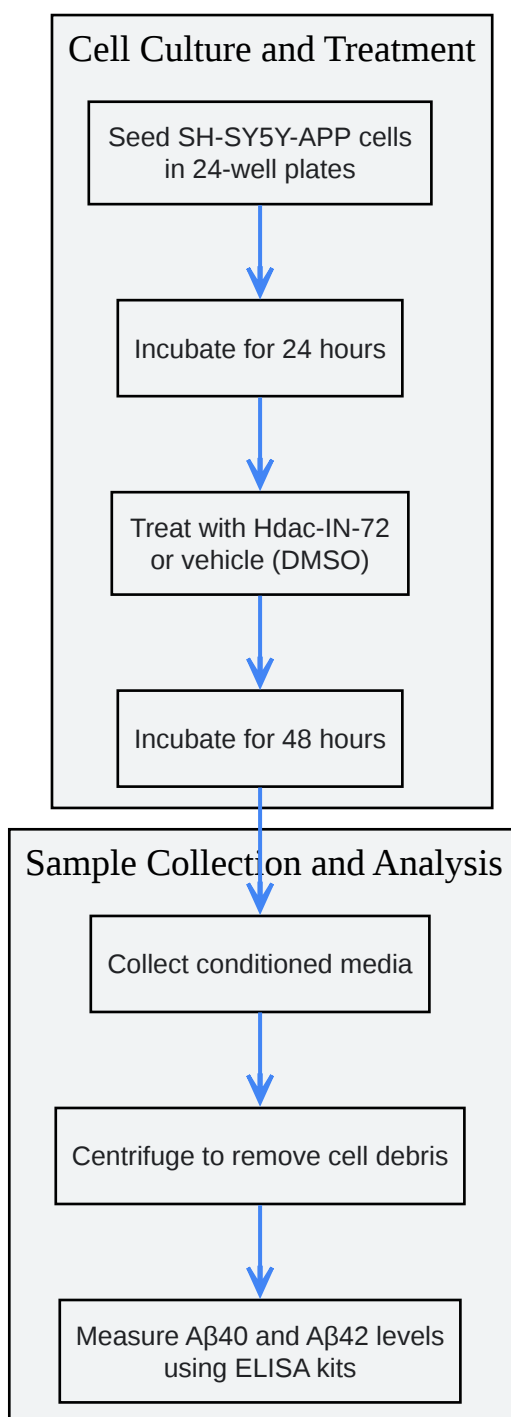 Cell Culture and Treatment
Seed SH-SY5Y-APP cells
in 24-well plates
Incubate for 24 hours
Treat with Hdac-IN-72
or vehicle (DMSO)
Incubate for 48 hours
Sample Collection and Analysis
Collect conditioned media
Centrifuge to remove cell debris
Measure Aβ40 and Aβ42 levels
using ELISA kits